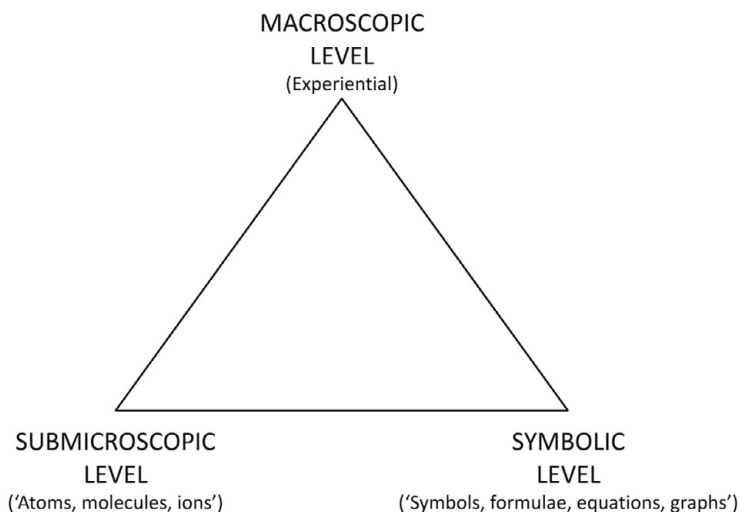 MACROSCOPIC
LEVEL
(Experiential)
SUBMICROSCOPIC
LEVEL
(‘Atoms, molecules, ions’)
SYMBOLIC
LEVEL
(‘Symbols, formulae, equations, graphs’)